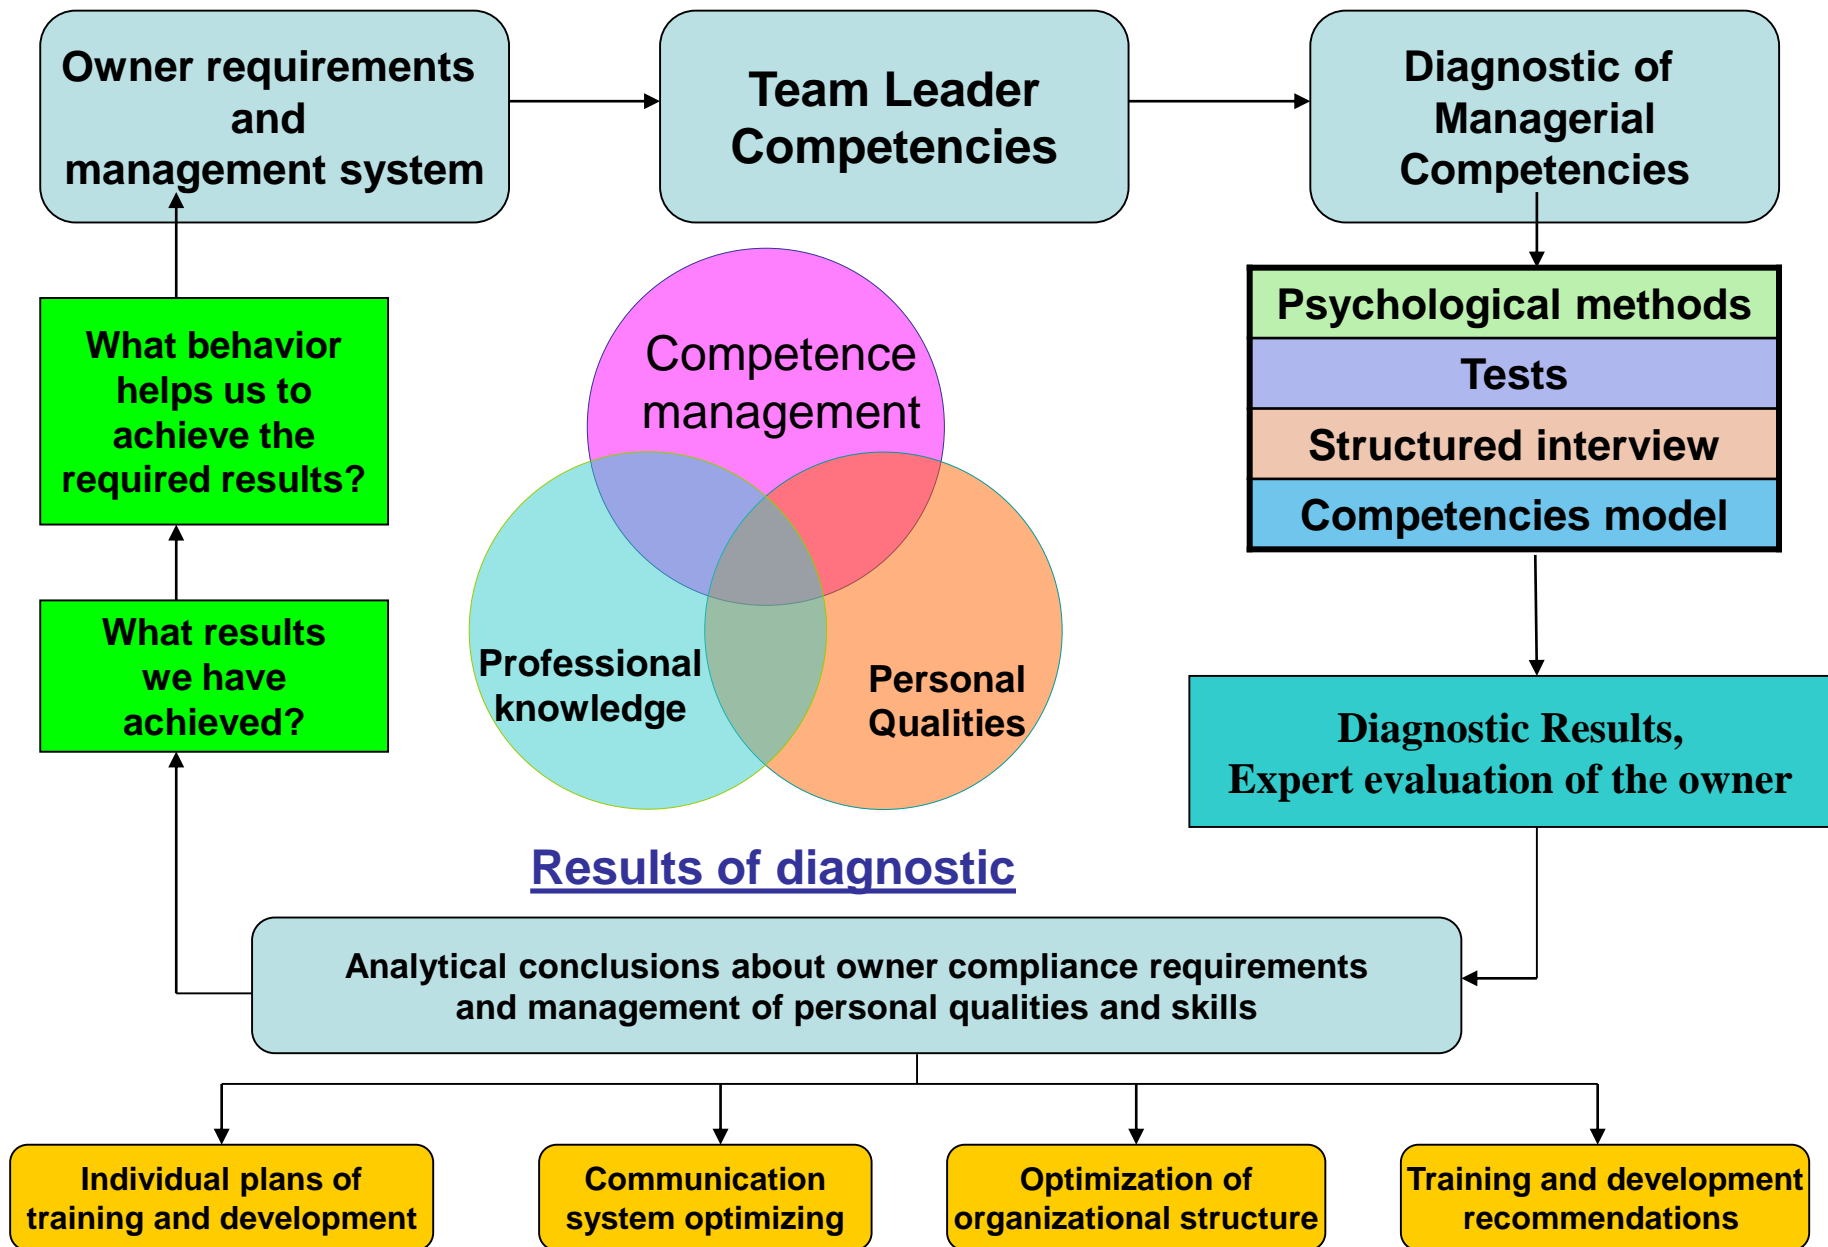 Owner requirements
and
management system
Team Leader
Competencies
Diagnostic of
Managerial
Competencies
What behavior
helps us to
achieve the
required results?
What results
we have
achieved?
Competence
management
Professional
knowledge
Personal
Qualities
Psychological methods
Tests
Structured interview
Competencies model
Diagnostic Results,
Expert evaluation of the owner
Results of diagnostic
Analytical conclusions about owner compliance requirements
and management of personal qualities and skills
Individual plans of
training and development
Communication
system optimizing
Optimization of
organizational structure
Training and development
recommendations